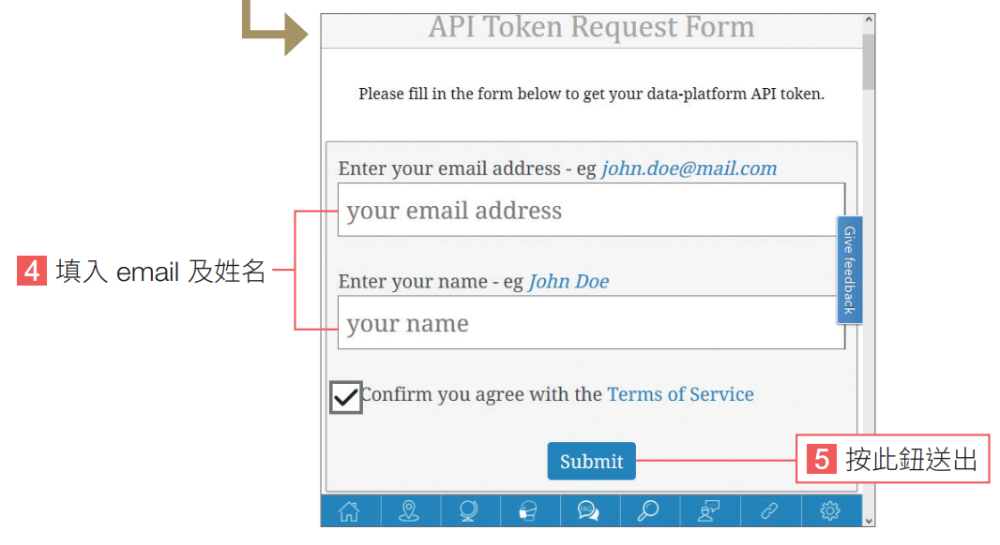 API Token Request Form
Please fill in the form below to get your data-platform API token.
Enter your email address - eg john.doe@mail.com
your email address
Give feedback
4 填入 email 及姓名
Enter your name - eg John Doe
your name
Confirm you agree with the Terms of Service
Submit
5 按此鈕送出
FAQ